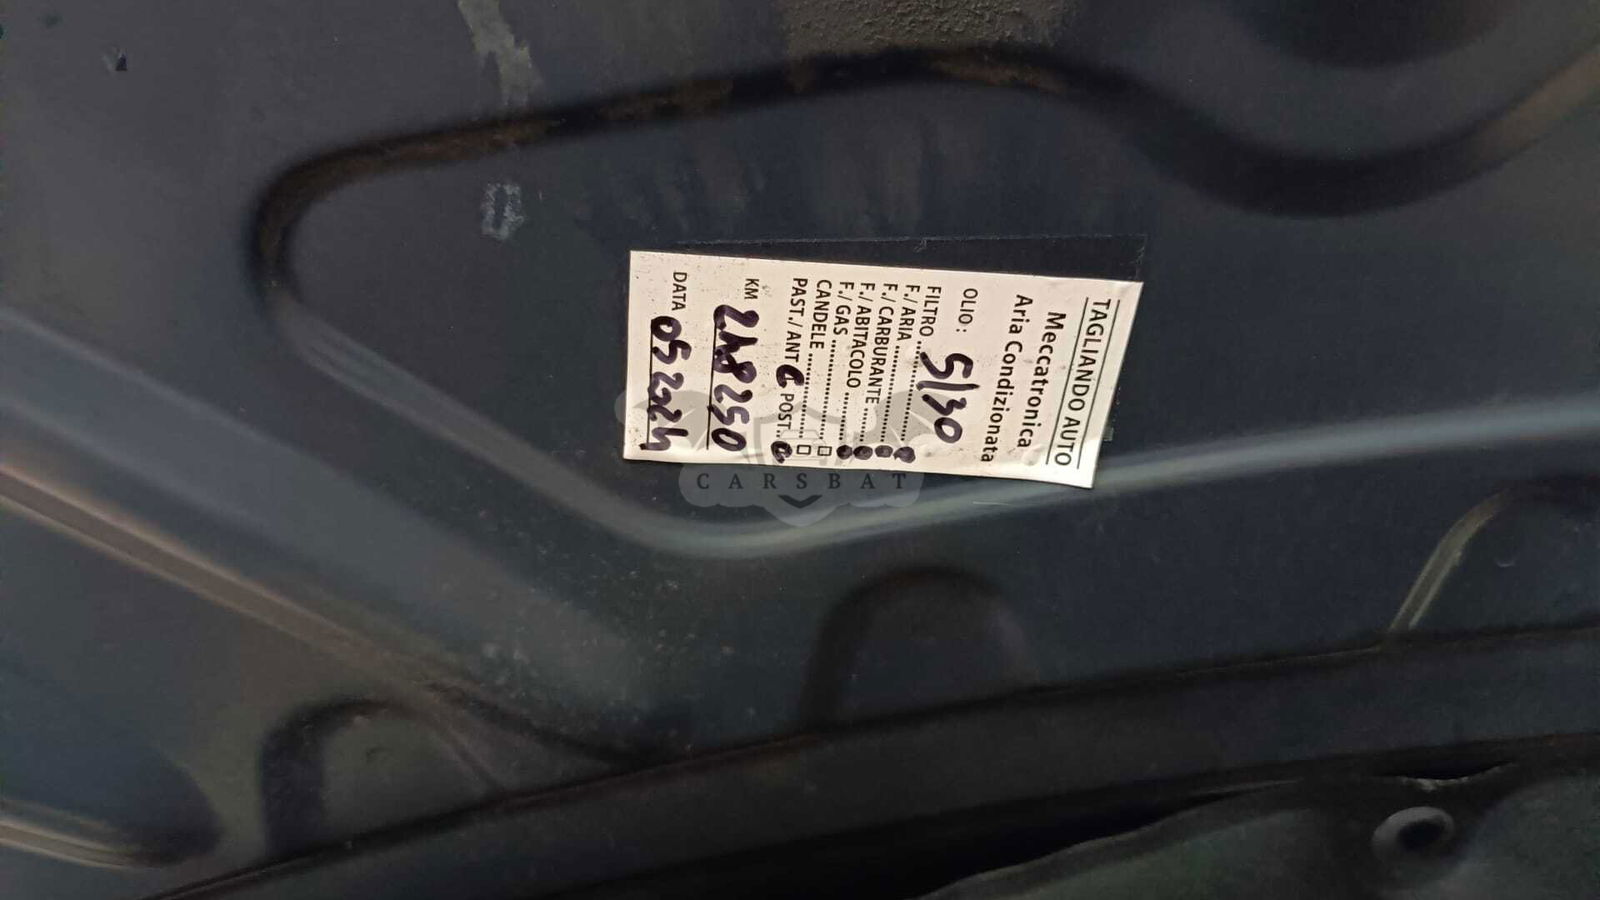 TAGLIANDO AUTO
Meccatronica
Aria Condizionata
OLIO: 5/30
FILTRO
F./ARIA
F./CARBURANTE
F./ABITACOLO
F./GAS
CANDELE
PAST./ANT POST.
KM 248250
DATA 05 2024
CARSBAT